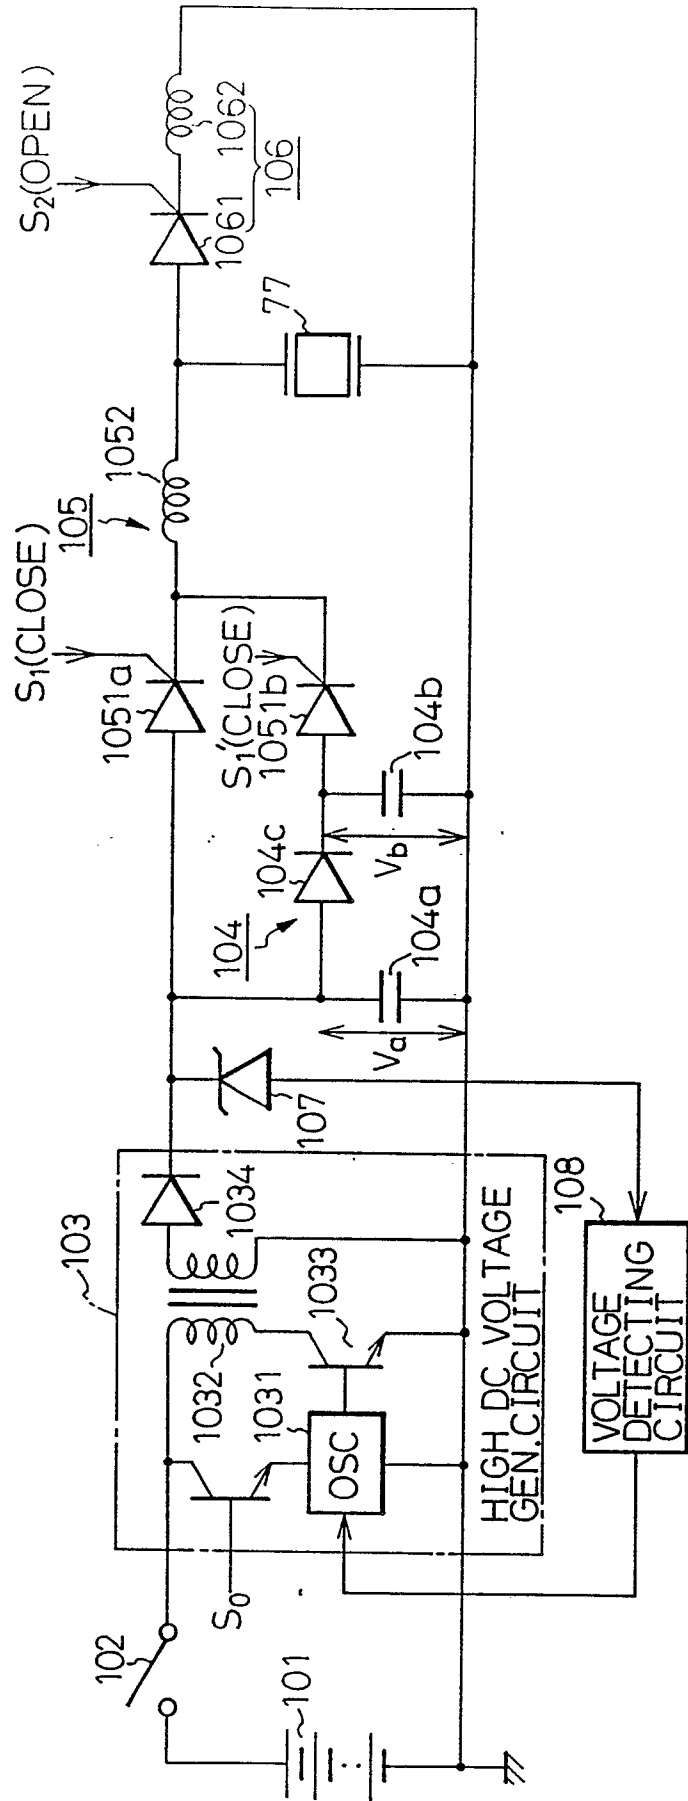 101
102
S₀
103
1032
1031
OSC
1033
1034
HIGH DC VOLTAGE
GEN.CIRCUIT
VOLTAGE
DETECTING
CIRCUIT
108
107
104
Va
104a
104c
Vb
104b
S₁(CLOSE)
1051a
S₁'(CLOSE)
1051b
105
1052
77
S₂(OPEN)
1061
1062
106